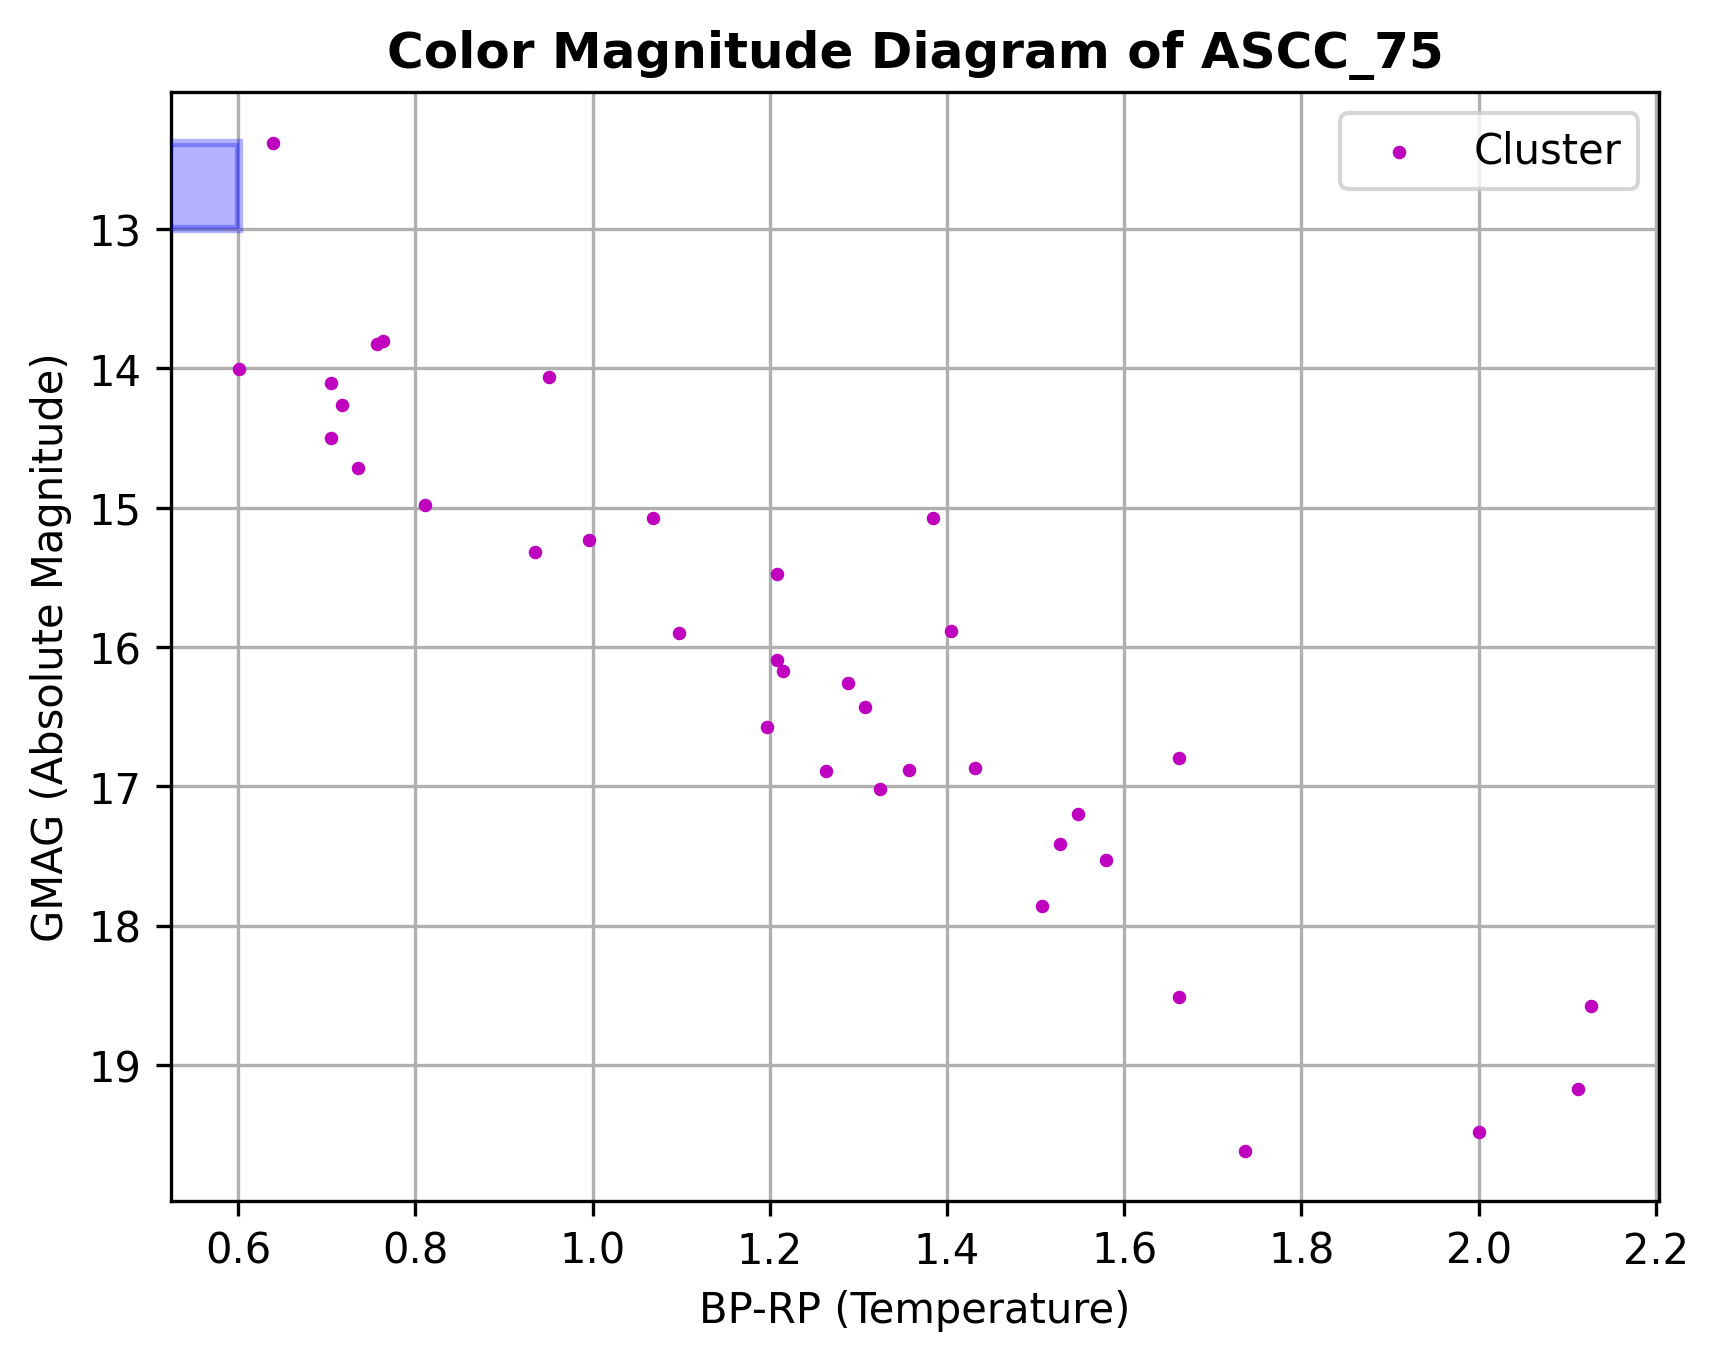 Color Magnitude Diagram of ASCC_75
Cluster
GMAG (Absolute Magnitude)
13
14
15
16
17
18
19
0.6 0.8 1.0 1.2 1.4 1.6 1.8 2.0 2.2
BP-RP (Temperature)